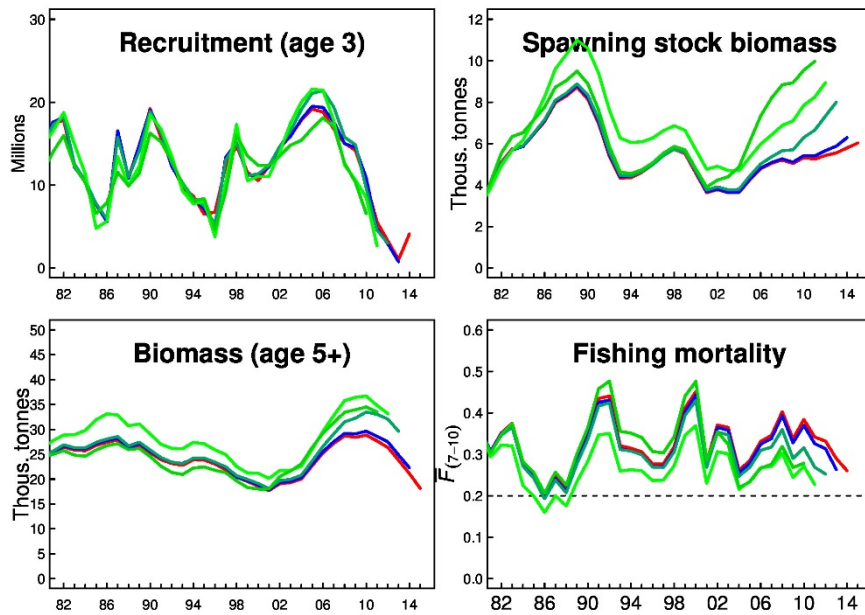 Recruitment (age 3)
Millions
30
20
10
0
82 86 90 94 98 02 06 10 14
Spawning stock biomass
Thous. tonnes
12
10
8
6
4
2
0
82 86 90 94 98 02 06 10 14
Biomass (age 5+)
Thous. tonnes
50
45
40
35
30
25
20
15
10
5
0
82 86 90 94 98 02 06 10 14
Fishing mortality
F̅(7−10)
0.6
0.5
0.4
0.3
0.2
0.1
0.0
82 86 90 94 98 02 06 10 14